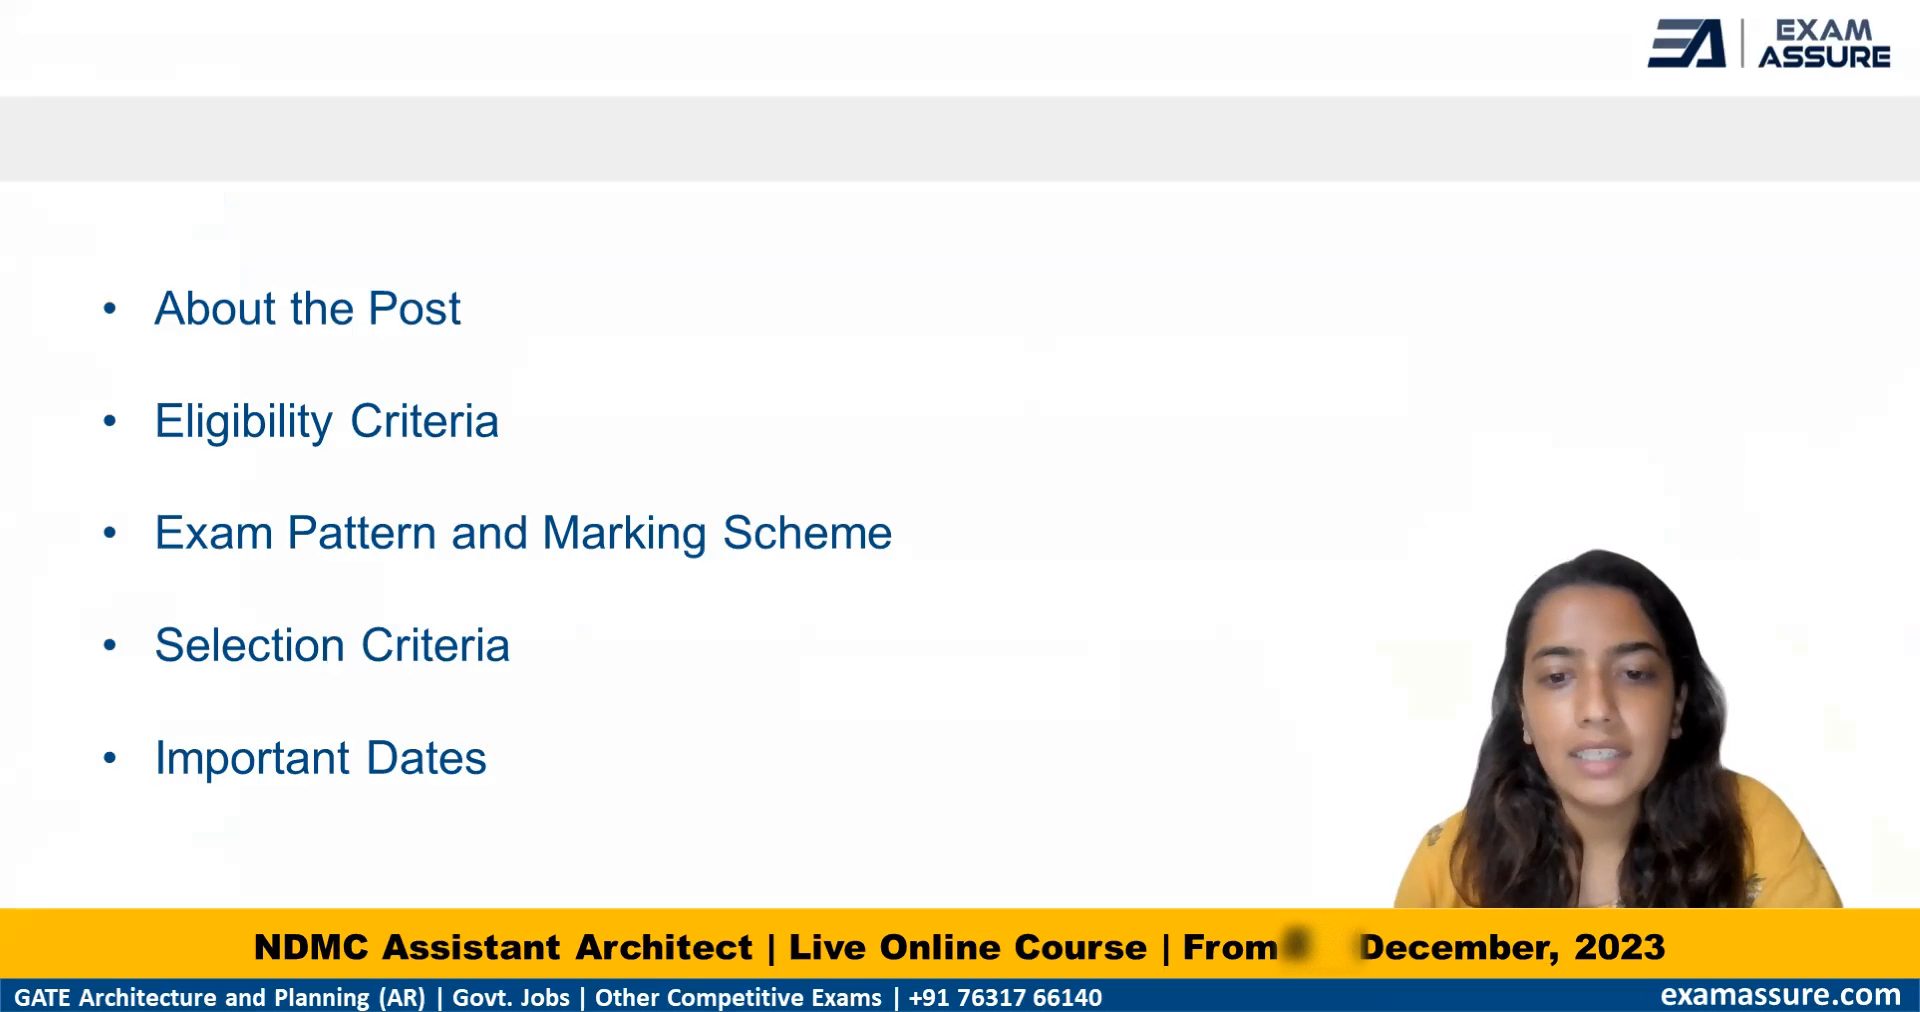 EXAM
ASSURE
• About the Post
• Eligibility Criteria
• Exam Pattern and Marking Scheme
• Selection Criteria
• Important Dates
NDMC Assistant Architect | Live Online Course | From December, 2023
GATE Architecture and Planning (AR) | Govt. Jobs | Other Competitive Exams | +91 76317 66140
examassure.com